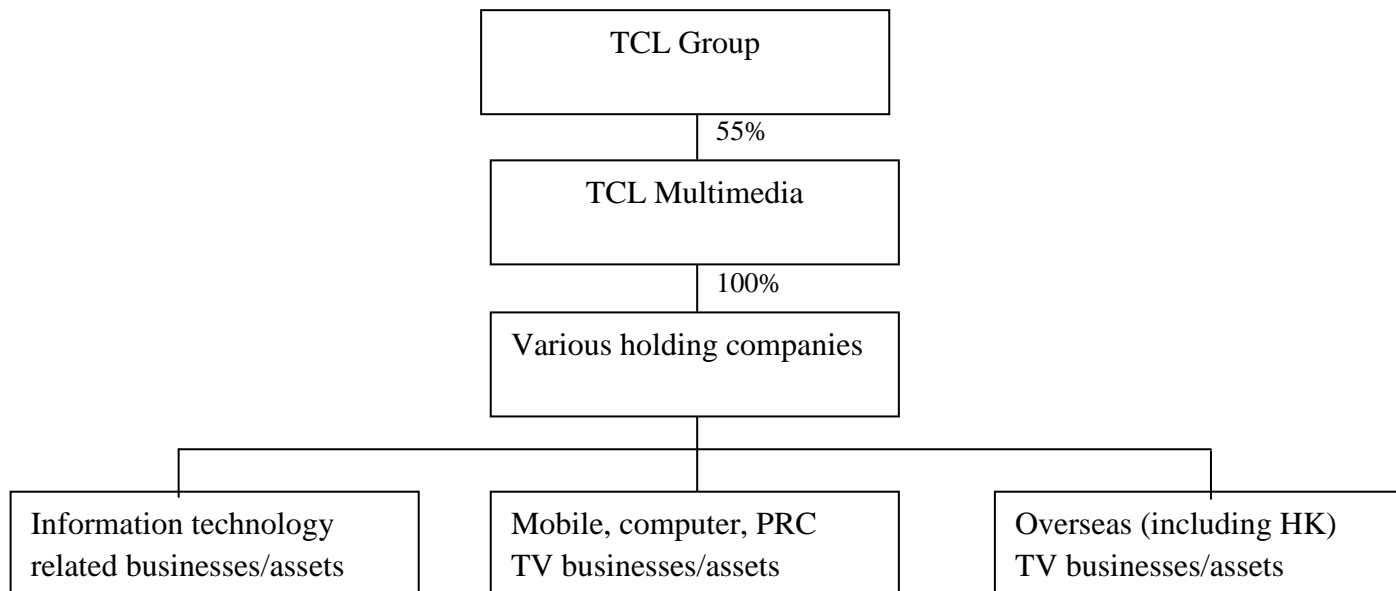 TCL Group
55%
TCL Multimedia
100%
Various holding companies
Information technology
related businesses/assets
Mobile, computer, PRC
TV businesses/assets
Overseas (including HK)
TV businesses/assets